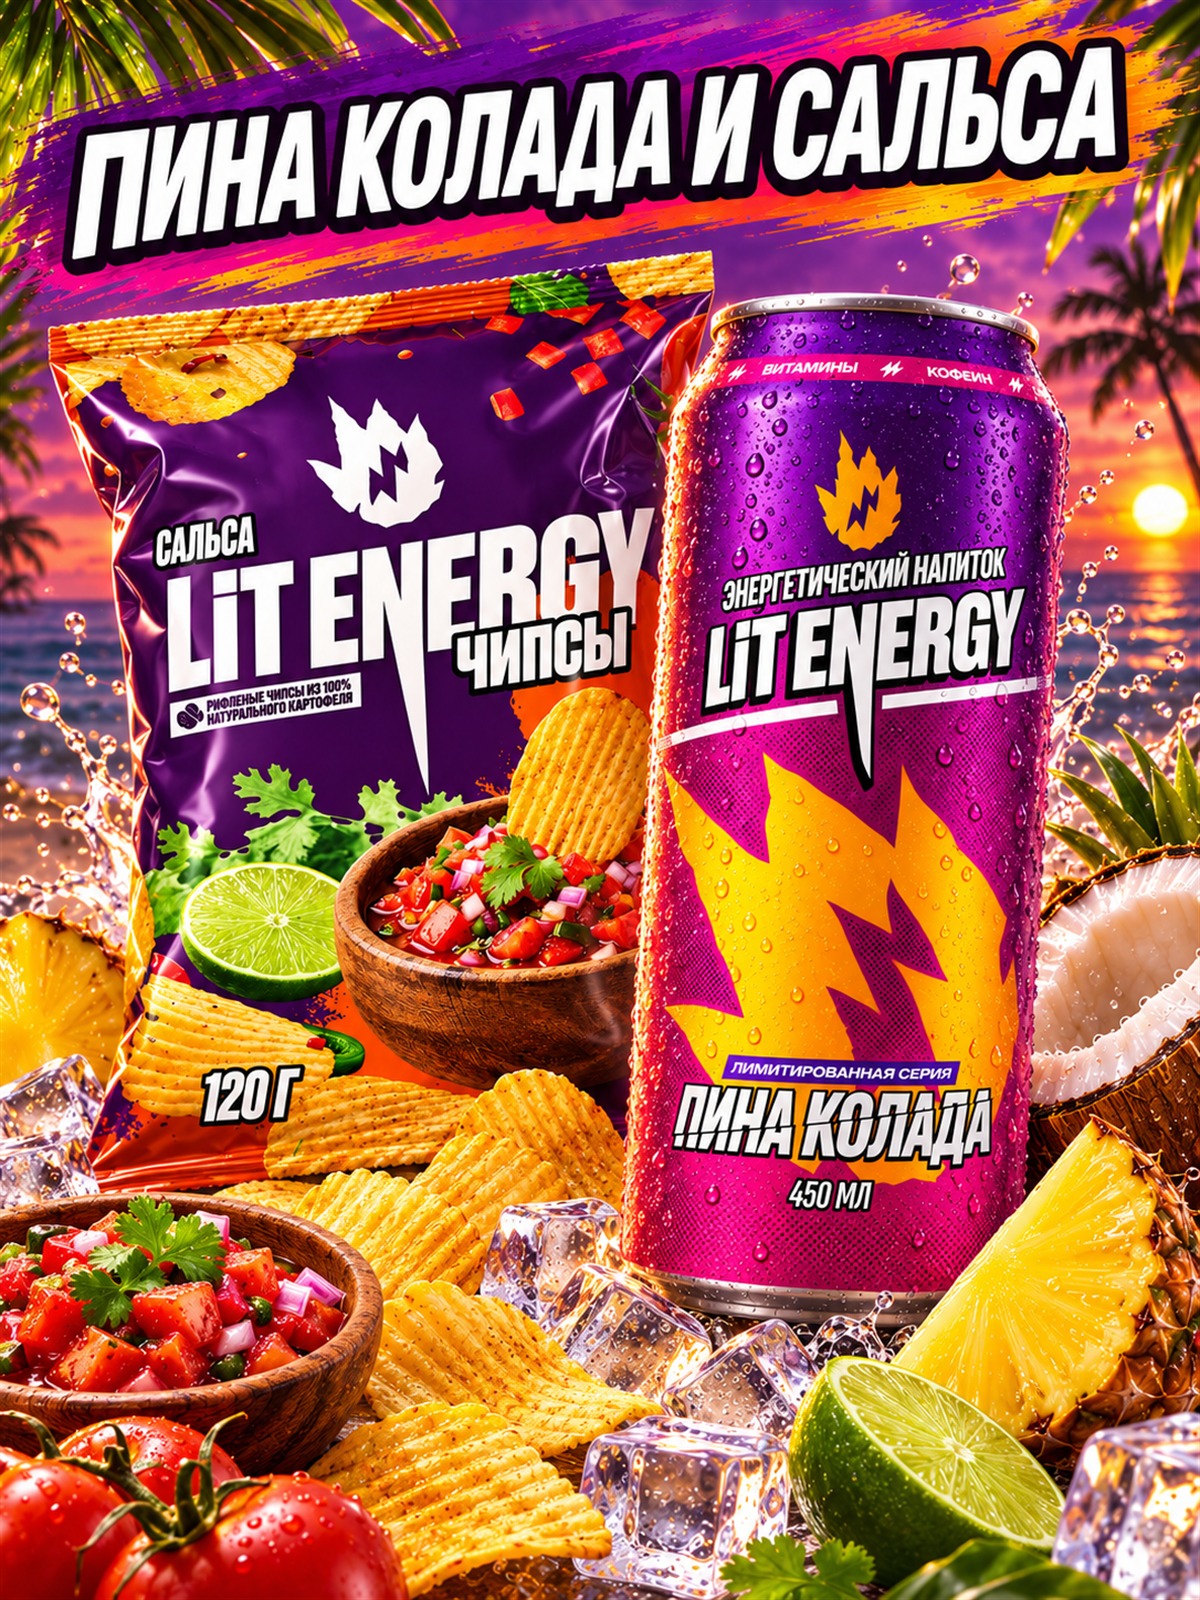 ПИНА КОЛАДА И САЛЬСА
САЛЬСА
LiT ENERGY
ЧИПСЫ
РИФЛЕНЫЕ ЧИПСЫ ИЗ 100%
НАТУРАЛЬНОГО КАРТОФЕЛЯ
120 Г
ВИТАМИНЫ КОФЕИН
ЭНЕРГЕТИЧЕСКИЙ НАПИТОК
LiT ENERGY
ЛИМИТИРОВАННАЯ СЕРИЯ
ПИНА КОЛАДА
450 МЛ